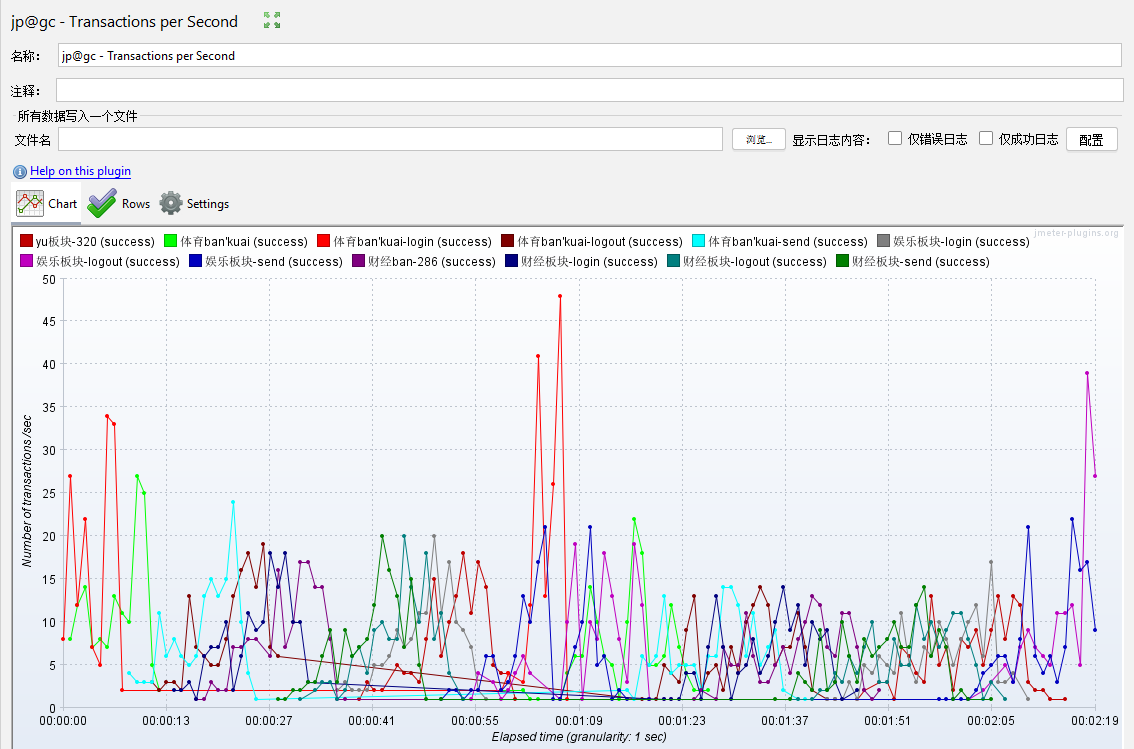 jp@gc - Transactions per Second
名称： jp@gc - Transactions per Second
注释：
所有数据写入一个文件
文件名 浏览... 显示日志内容： 仅错误日志 仅成功日志 配置
Help on this plugin
Chart Rows Settings
jmeter-plugins.org
yu板块-320 (success) 体育ban'kuai (success) 体育ban'kuai-login (success) 体育ban'kuai-logout (success) 体育ban'kuai-send (success) 娱乐板块-login (success)
娱乐板块-logout (success) 娱乐板块-send (success) 财经ban-286 (success) 财经板块-login (success) 财经板块-logout (success) 财经板块-send (success)
50
45
40
35
30
25
20
15
10
5
0
Number of transactions /sec
00:00:00 00:00:13 00:00:27 00:00:41 00:00:55 00:01:09 00:01:23 00:01:37 00:01:51 00:02:05 00:02:19
Elapsed time (granularity: 1 sec)